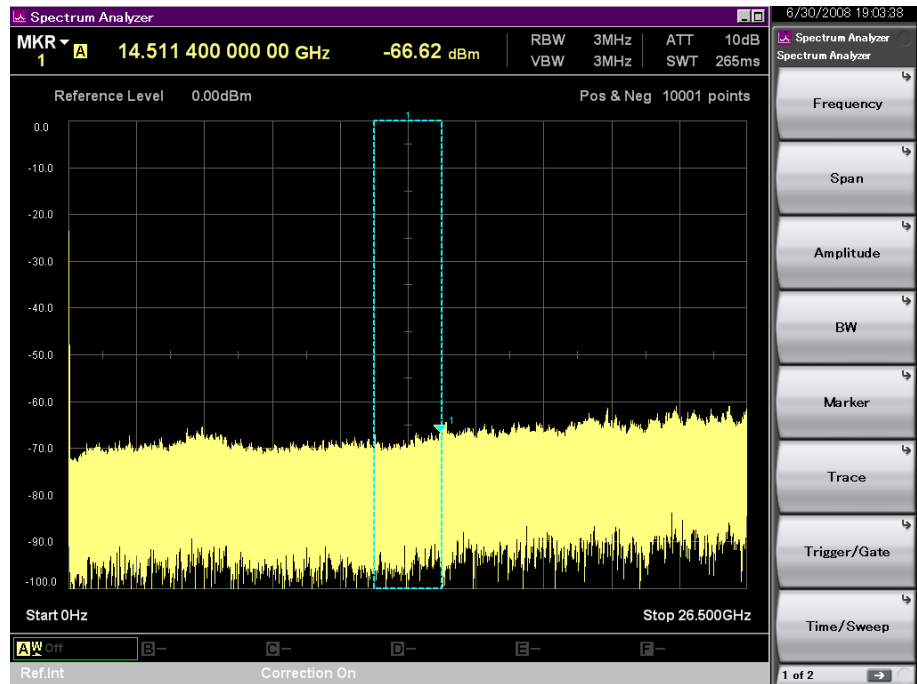 Spectrum Analyzer
6/30/2008 19:03:38
MKR 1 A 14.511 400 000 00 GHz -66.62 dBm
RBW 3MHz ATT 10dB
VBW 3MHz SWT 265ms
Reference Level 0.00dBm Pos & Neg 10001 points
1
0.0
-10.0
-20.0
-30.0
-40.0
-50.0
-60.0
-70.0
-80.0
-90.0
-100.0
1
Start 0Hz Stop 26.500GHz
A W Off B- C- D- E- F-
Ref.Int Correction On
Spectrum Analyzer
Spectrum Analyzer
Frequency
Span
Amplitude
BW
Marker
Trace
Trigger/Gate
Time/Sweep
1 of 2